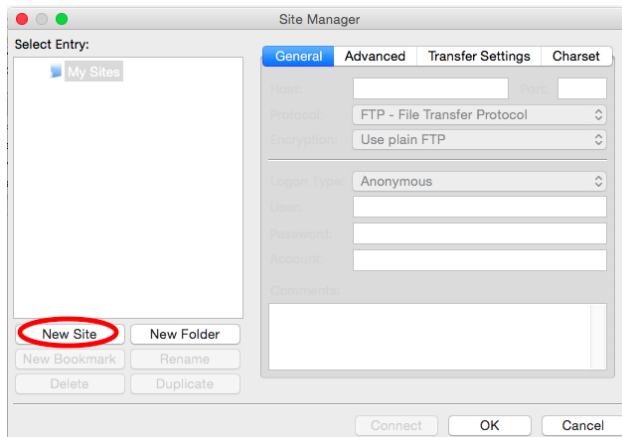 Site Manager
Select Entry:
My Sites
General Advanced Transfer Settings Charset
Host: Port:
Protocol: FTP - File Transfer Protocol
Encryption: Use plain FTP
Logon Type: Anonymous
User:
Password:
Account:
Comments:
New Site New Folder
New Bookmark Rename
Delete Duplicate
Connect OK Cancel